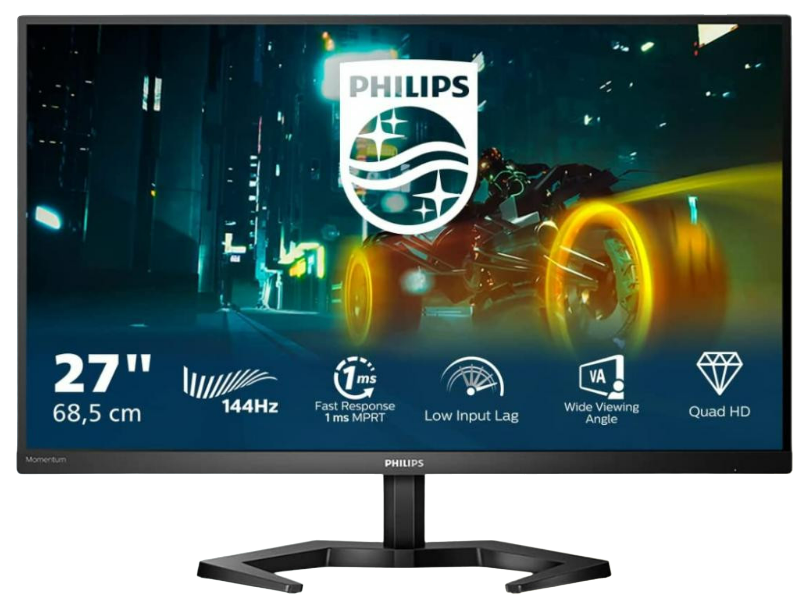 PHILIPS
27"
68,5 cm
144Hz
1ms
Fast Response
1 ms MPRT
Low Input Lag
VA
Wide Viewing
Angle
Quad HD
Momentum
PHILIPS